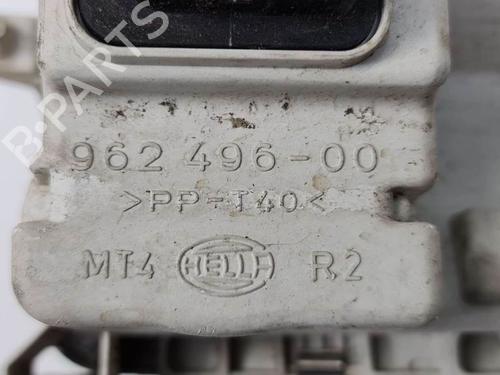 B-PARTS
962 496-00
>PP-T40<
MT4 HELLA R2